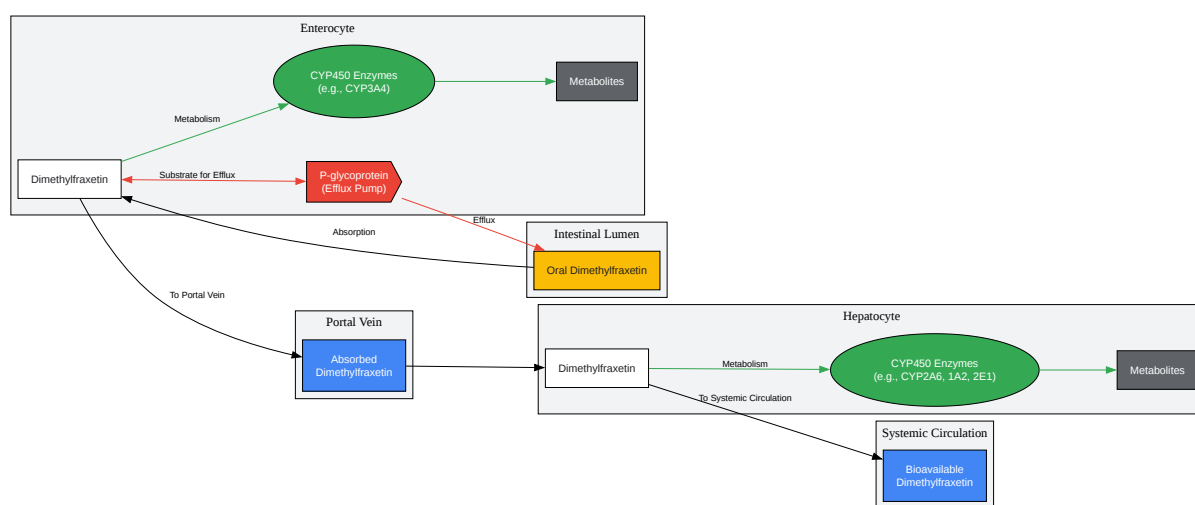 Enterocyte
CYP450 Enzymes
(e.g., CYP3A4)
Metabolites
Metabolism
Dimethylfraxetin
Substrate for Efflux
P-glycoprotein
(Efflux Pump)
Efflux
Absorption
Intestinal Lumen
Oral Dimethylfraxetin
To Portal Vein
Portal Vein
Absorbed
Dimethylfraxetin
Hepatocyte
Dimethylfraxetin
Metabolism
CYP450 Enzymes
(e.g., CYP2A6, 1A2, 2E1)
Metabolites
To Systemic Circulation
Systemic Circulation
Bioavailable
Dimethylfraxetin